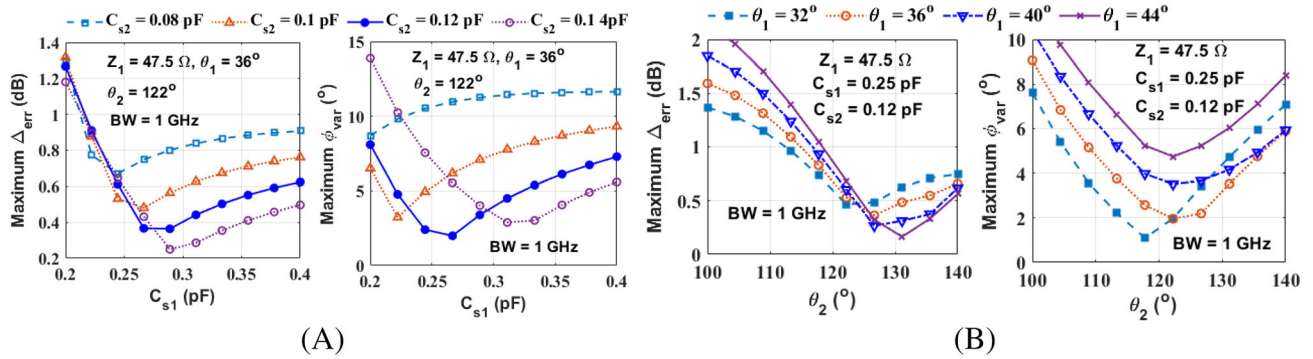 C_s2 = 0.08 pF C_s2 = 0.1 pF C_s2 = 0.12 pF C_s2 = 0.1 4pF
1.4
1.2
1
0.8
0.6
0.4
0.2
Maximum Δ_err (dB)
Z_1 = 47.5 Ω, θ_1 = 36°
θ_2 = 122°
BW = 1 GHz
0.2 0.25 0.3 0.35 0.4
C_s1 (pF)
15
10
5
0
Maximum ϕ_var (°)
Z_1 = 47.5 Ω, θ_1 = 36°
θ_2 = 122°
BW = 1 GHz
0.2 0.25 0.3 0.35 0.4
C_s1 (pF)
(A)
θ_1 = 32° θ_1 = 36° θ_1 = 40° θ_1 = 44°
2
1.5
1
0.5
0
Maximum Δ_err (dB)
Z_1 = 47.5 Ω
C_s1 = 0.25 pF
C_s2 = 0.12 pF
BW = 1 GHz
100 110 120 130 140
θ_2 (°)
10
8
6
4
2
0
Maximum ϕ_var (°)
Z_1 = 47.5 Ω
C_s1 = 0.25 pF
C_s2 = 0.12 pF
BW = 1 GHz
100 110 120 130 140
θ_2 (°)
(B)